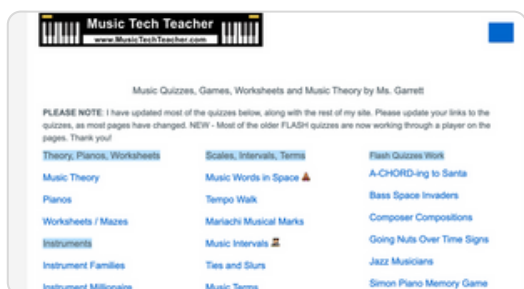 Music Tech Teacher
www.MusicTechTeacher.com
Music Quizzes, Games, Worksheets and Music Theory by Ms. Garrett
PLEASE NOTE: I have updated most of the quizzes below, along with the rest of my site. Please update your links to the
quizzes, as most pages have changed. NEW - Most of the older FLASH quizzes are now working through a player on the
pages. Thank you!
Theory, Pianos, Worksheets
Music Theory
Pianos
Worksheets / Mazes
Instruments
Instrument Families
Instrument Millionaire
Scales, Intervals, Terms
Music Words in Space
Tempo Walk
Mariachi Musical Marks
Music Intervals
Ties and Slurs
Music Terms
Flash Quizzes Work
A-CHORD-ing to Santa
Bass Space Invaders
Composer Compositions
Going Nuts Over Time Signs
Jazz Musicians
Simon Piano Memory Game